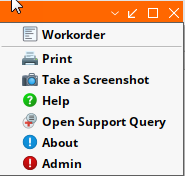 Workorder
Print
Take a Screenshot
Help
Open Support Query
About
Admin